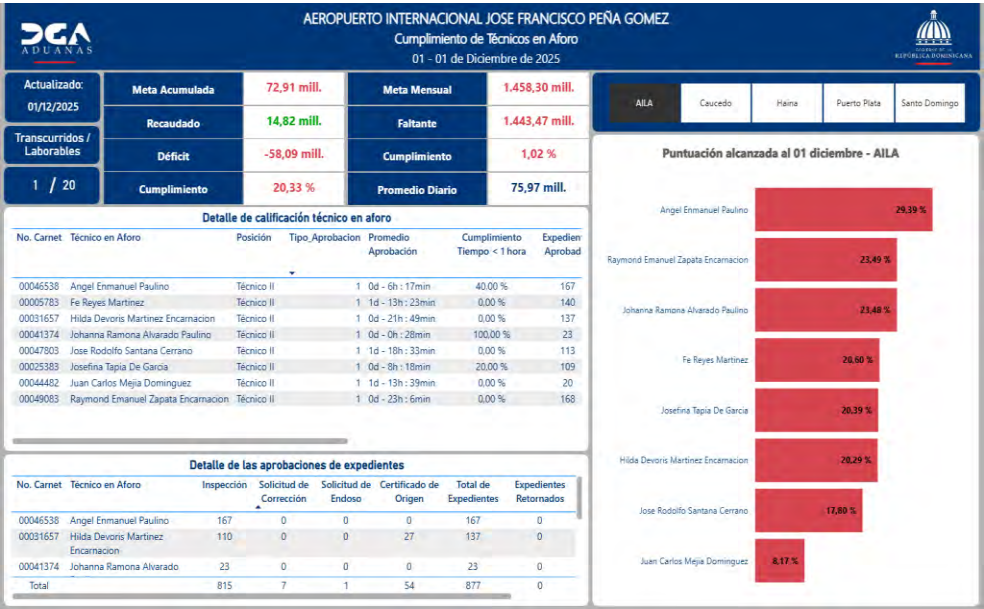 DGA
ADUANAS
AEROPUERTO INTERNACIONAL JOSE FRANCISCO PEÑA GOMEZ
Cumplimiento de Técnicos en Aforo
01 - 01 de Diciembre de 2025
GOBIERNO DE LA
REPÚBLICA DOMINICANA
Actualizado:
01/12/2025
Transcurridos /
Laborables
1 / 20
Meta Acumulada 72,91 mill. Meta Mensual 1.458,30 mill.
Recaudado 14,82 mill. Faltante 1.443,47 mill.
Déficit -58,09 mill. Cumplimiento 1,02 %
Cumplimiento 20,33 % Promedio Diario 75,97 mill.
AILA Caucedo Haina Puerto Plata Santo Domingo
Detalle de calificación técnico en aforo
No. Carnet Técnico en Aforo Posición Tipo_Aprobacion Promedio Cumplimiento Expedien
Aprobación Tiempo < 1 hora Aprobad
00046538 Angel Enmanuel Paulino Técnico II 1 0d - 6h : 17min 40.00 % 167
00005783 Fe Reyes Martinez Técnico II 1 1d - 13h : 23min 0,00 % 140
00031657 Hilda Devoris Martinez Encarnacion Técnico II 1 0d - 21h : 49min 0,00 % 137
00041374 Johanna Ramona Alvarado Paulino Técnico II 1 0d - 0h : 28min 100,00 % 23
00047803 Jose Rodolfo Santana Cerrano Técnico II 1 1d - 18h : 33min 0,00 % 113
00025383 Josefina Tapia De Garcia Técnico II 1 0d - 8h : 18min 20,00 % 109
00044482 Juan Carlos Mejia Dominguez Técnico II 1 1d - 13h : 39min 0,00 % 20
00049083 Raymond Emanuel Zapata Encarnacion Técnico II 1 0d - 23h : 6min 0,00 % 168
Detalle de las aprobaciones de expedientes
No. Carnet Técnico en Aforo Inspección Solicitud de Solicitud de Certificado de Total de Expedientes
Corrección Endoso Origen Expedientes Retornados
00046538 Angel Enmanuel Paulino 167 0 0 0 167 0
00031657 Hilda Devoris Martinez 110 0 0 27 137 0
Encarnacion
00041374 Johanna Ramona Alvarado 23 0 0 0 23 0
Total 815 7 1 54 877 0
Puntuación alcanzada al 01 diciembre - AILA
Angel Enmanuel Paulino 29,39 %
Raymond Emanuel Zapata Encarnacion 23,49 %
Johanna Ramona Alvarado Paulino 23,48 %
Fe Reyes Martinez 20,60 %
Josefina Tapia De Garcia 20,39 %
Hilda Devoris Martinez Encarnacion 20,29 %
Jose Rodolfo Santana Cerrano 17,80 %
Juan Carlos Mejia Dominguez 8,17 %